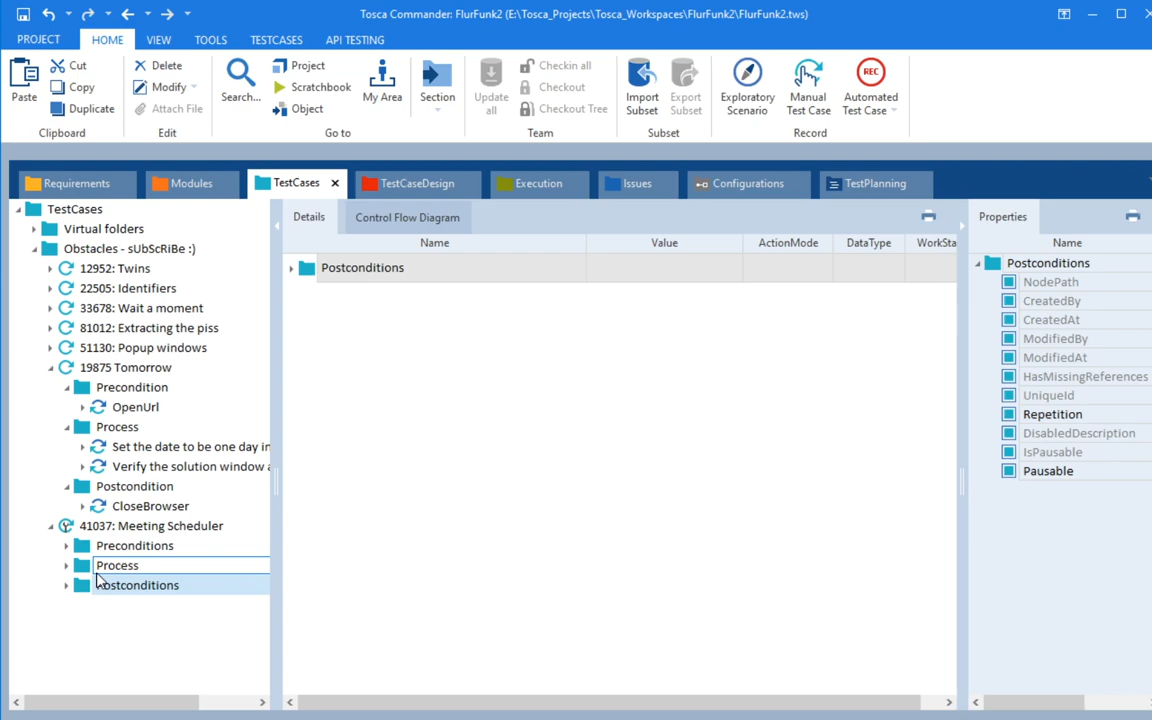 Tosca Commander: FlurFunk2 (E:\Tosca_Projects\Tosca_Workspaces\FlurFunk2\FlurFunk2.tws)
PROJECT HOME VIEW TOOLS TESTCASES API TESTING
Paste
Cut
Copy
Duplicate
Clipboard
Delete
Modify
Attach File
Edit
Search...
Project
Scratchbook
Object
My Area
Section
Go to
Update all
Checkin all
Checkout
Checkout Tree
Team
Import Subset
Export Subset
Subset
Exploratory Scenario
Manual Test Case
REC
Automated Test Case
Record
Requirements Modules TestCases TestCaseDesign Execution Issues Configurations TestPlanning
TestCases
Virtual folders
Obstacles - sUbScRiBe :)
12952: Twins
22505: Identifiers
33678: Wait a moment
81012: Extracting the piss
51130: Popup windows
19875 Tomorrow
Precondition
OpenUrl
Process
Set the date to be one day in
Verify the solution window a
Postcondition
CloseBrowser
41037: Meeting Scheduler
Preconditions
Process
ostconditions
Details Control Flow Diagram
Name Value ActionMode DataType WorkSta
Postconditions
Properties
Name
Postconditions
NodePath
CreatedBy
CreatedAt
ModifiedBy
ModifiedAt
HasMissingReferences
UniqueId
Repetition
DisabledDescription
IsPausable
Pausable